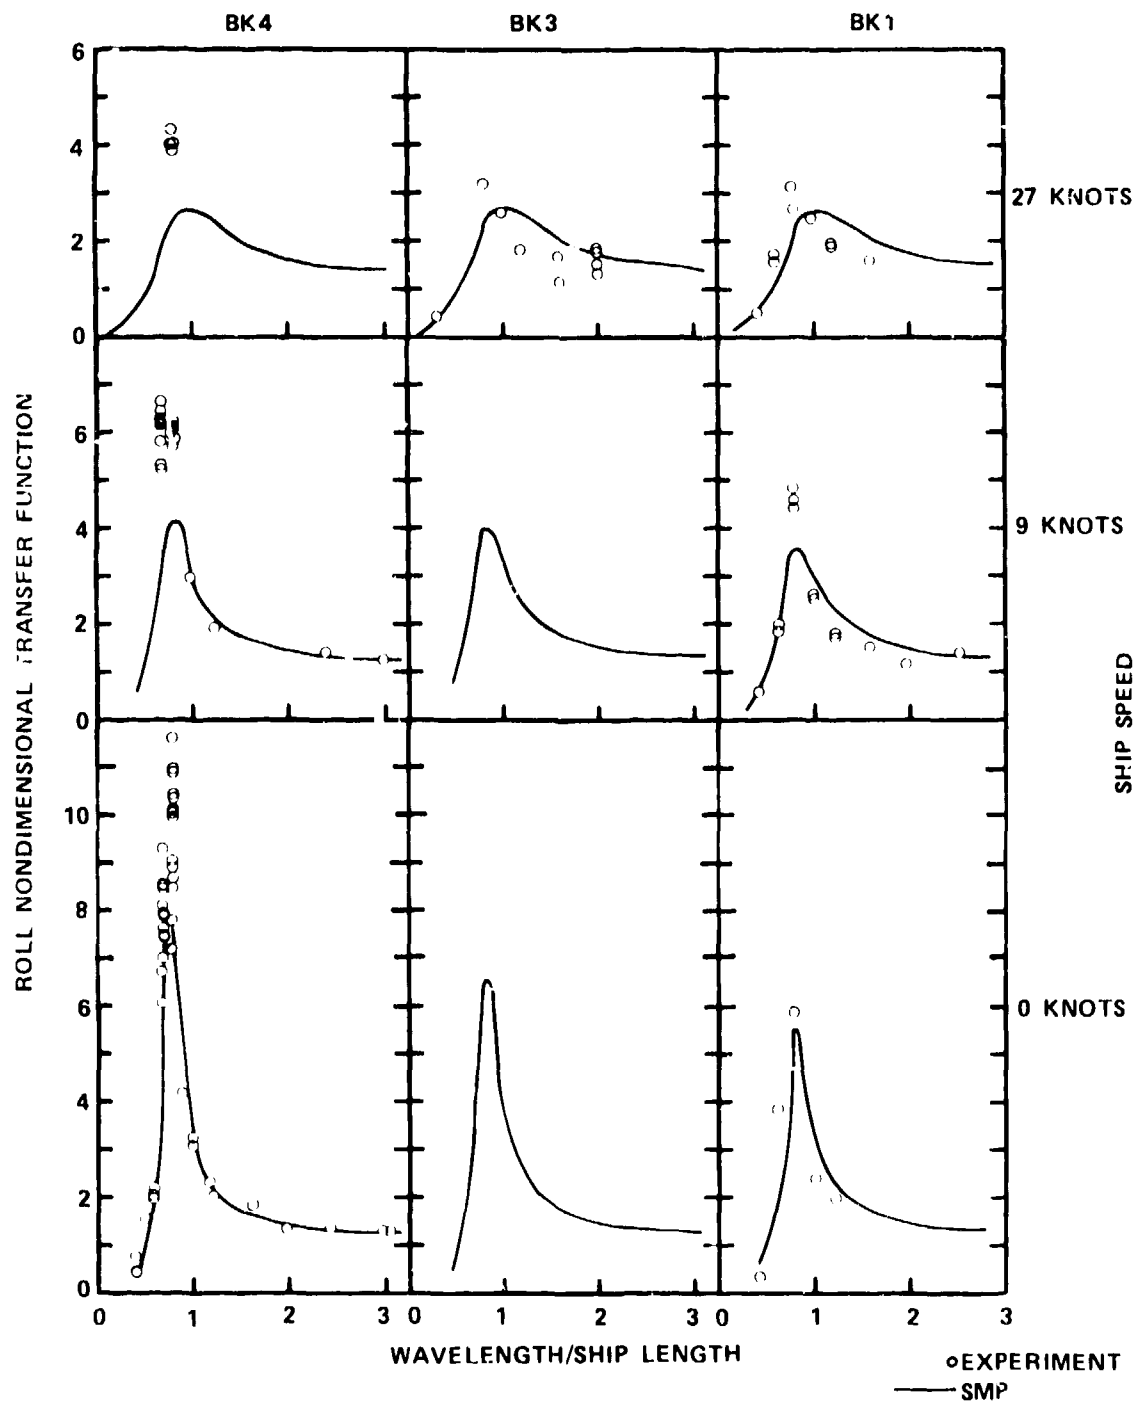 BK4 BK3 BK1
6
4
2
0
27 KNOTS
6
4
2
0
9 KNOTS
10
8
6
4
2
0
0 KNOTS
ROLL NONDIMENSIONAL TRANSFER FUNCTION
SHIP SPEED
0 1 2 3 0 1 2 3 0 1 2 3
WAVELENGTH/SHIP LENGTH
EXPERIMENT
SMP